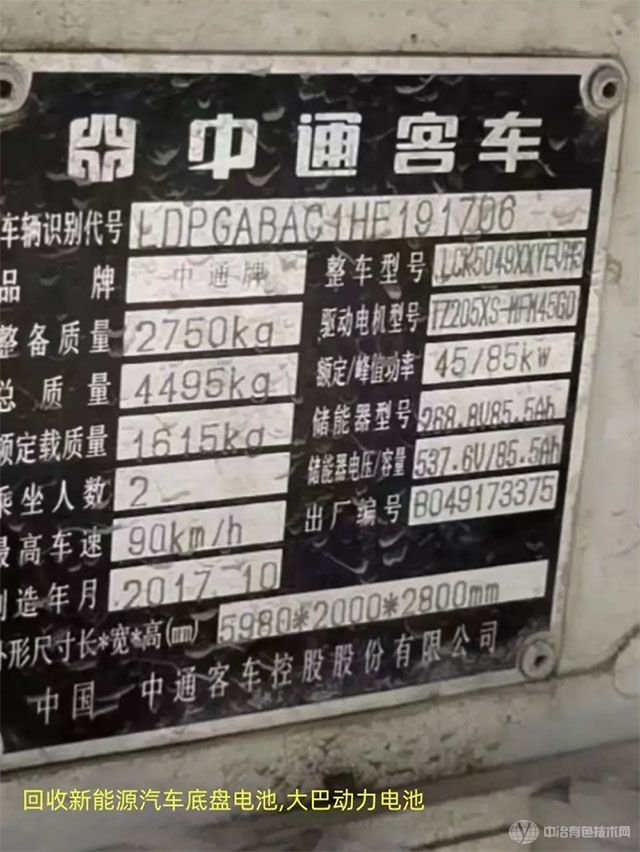 中通客车
车辆识别代号 LDPGABAC1HE191706
品牌 中通牌 整车型号 LCK5049XXYEVH3
整备质量 2750kg 驱动电机型号 TZ205XS-MFM4560
总质量 4495kg 额定/峰值功率 45/85kw
额定载质量 1615kg 储能器型号 268.8V85.5Ah
乘坐人数 2 储能器电压/容量 537.6V/85.5Ah
最高车速 90km/h 出厂编号 B049173375
制造年月 2017.10
外形尺寸长*宽*高(mm) 5980*2000*2800mm
中国 中通客车控股股份有限公司
回收新能源汽车底盘电池,大巴动力电池
中冶有色技术网